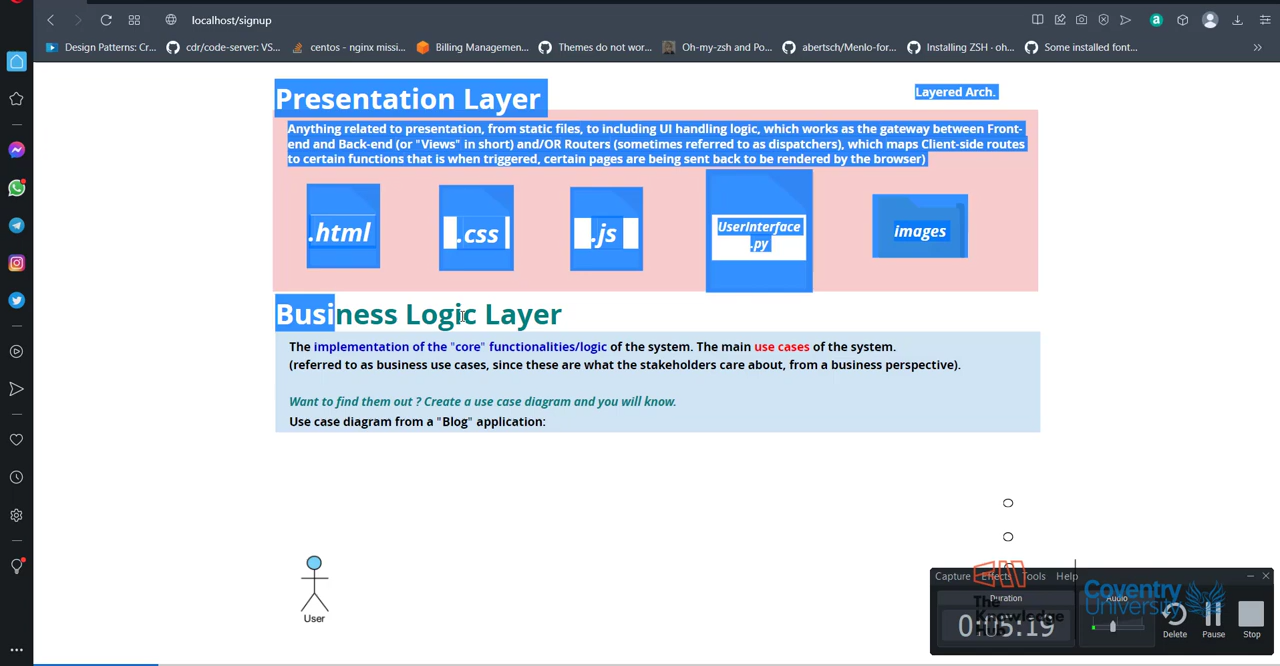 localhost/signup
Design Patterns: Cr...
cdr/code-server: VS...
centos - nginx missi...
Billing Managemen...
Themes do not wor...
Oh-my-zsh and Po...
abertsch/Menlo-for...
Installing ZSH · oh...
Some installed font...
Presentation Layer
Layered Arch.
Anything related to presentation, from static files, to including UI handling logic, which works as the gateway between Front-
end and Back-end (or "Views" in short) and/OR Routers (sometimes referred to as dispatchers), which maps Client-side routes
to certain functions that is when triggered, certain pages are being sent back to be rendered by the browser)
.html
.css
.js
UserInterface
.py
images
Business Logic Layer
The implementation of the "core" functionalities/logic of the system. The main use cases of the system.
(referred to as business use cases, since these are what the stakeholders care about, from a business perspective).
Want to find them out ? Create a use case diagram and you will know.
Use case diagram from a "Blog" application:
User
Capture Effects Tools Help
Duration
Audio
0:05:19
Delete
Pause
Stop
The
Knowledge
Hub
Coventry
University